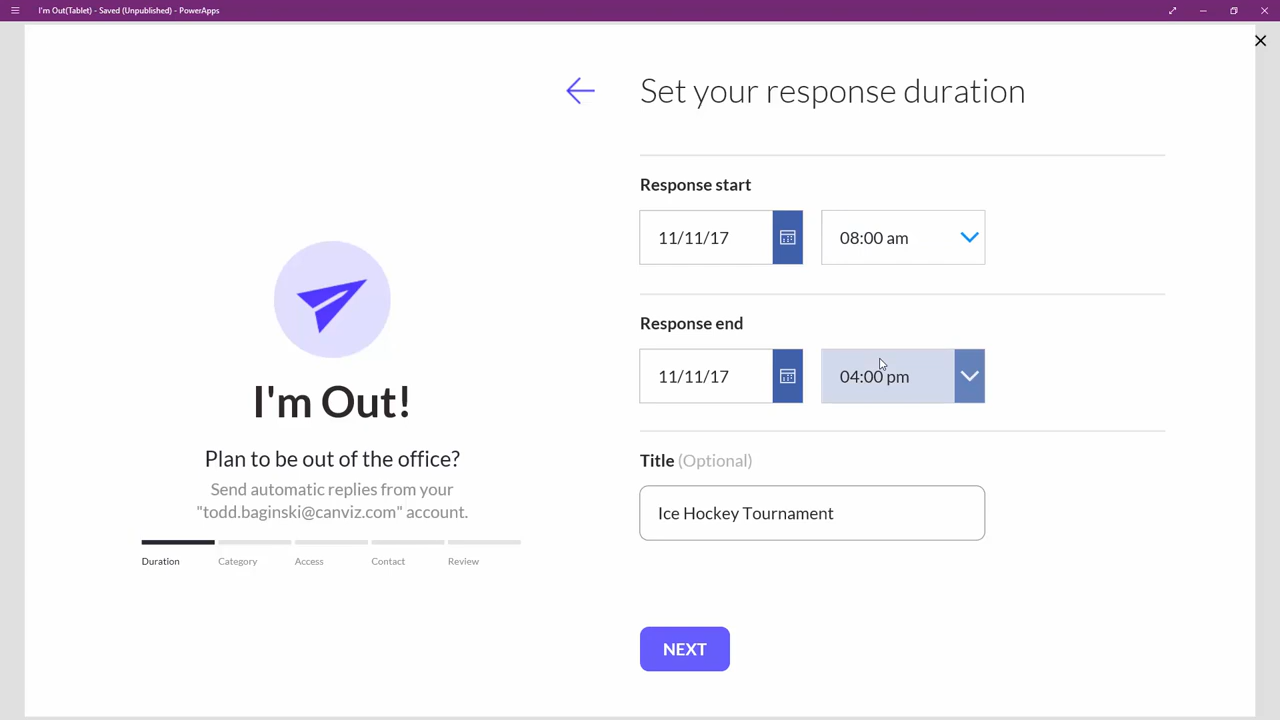 I'm Out(Tablet) - Saved (Unpublished) - PowerApps
Set your response duration
Response start
11/11/17
08:00 am
Response end
11/11/17
04:00 pm
Title (Optional)
Ice Hockey Tournament
NEXT
I'm Out!
Plan to be out of the office?
Send automatic replies from your
"todd.baginski@canviz.com" account.
Duration
Category
Access
Contact
Review